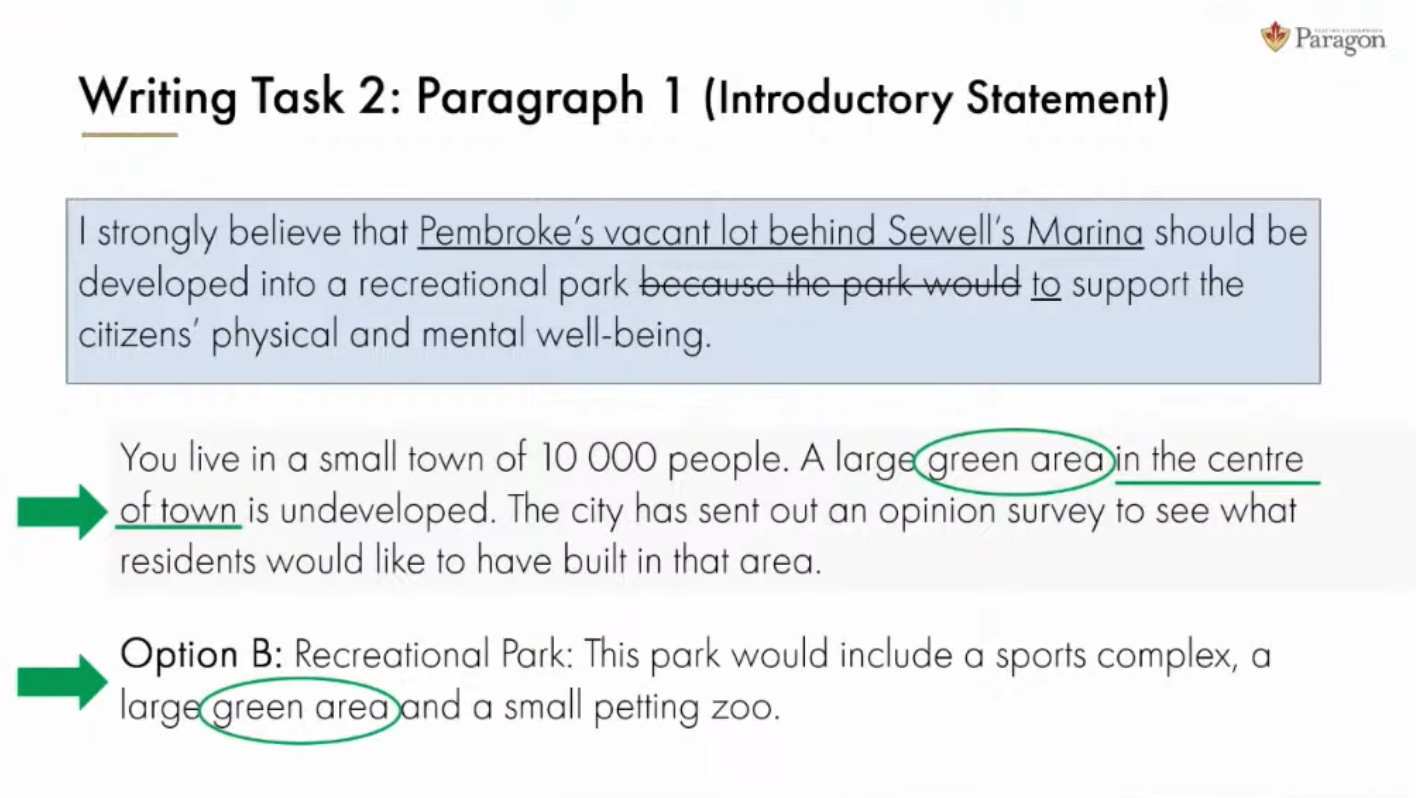 Paragon
Writing Task 2: Paragraph 1 (Introductory Statement)
I strongly believe that Pembroke’s vacant lot behind Sewell’s Marina should be
developed into a recreational park because the park would to support the
citizens’ physical and mental well-being.
You live in a small town of 10 000 people. A large green area in the centre
of town is undeveloped. The city has sent out an opinion survey to see what
residents would like to have built in that area.
Option B: Recreational Park: This park would include a sports complex, a
large green area and a small petting zoo.